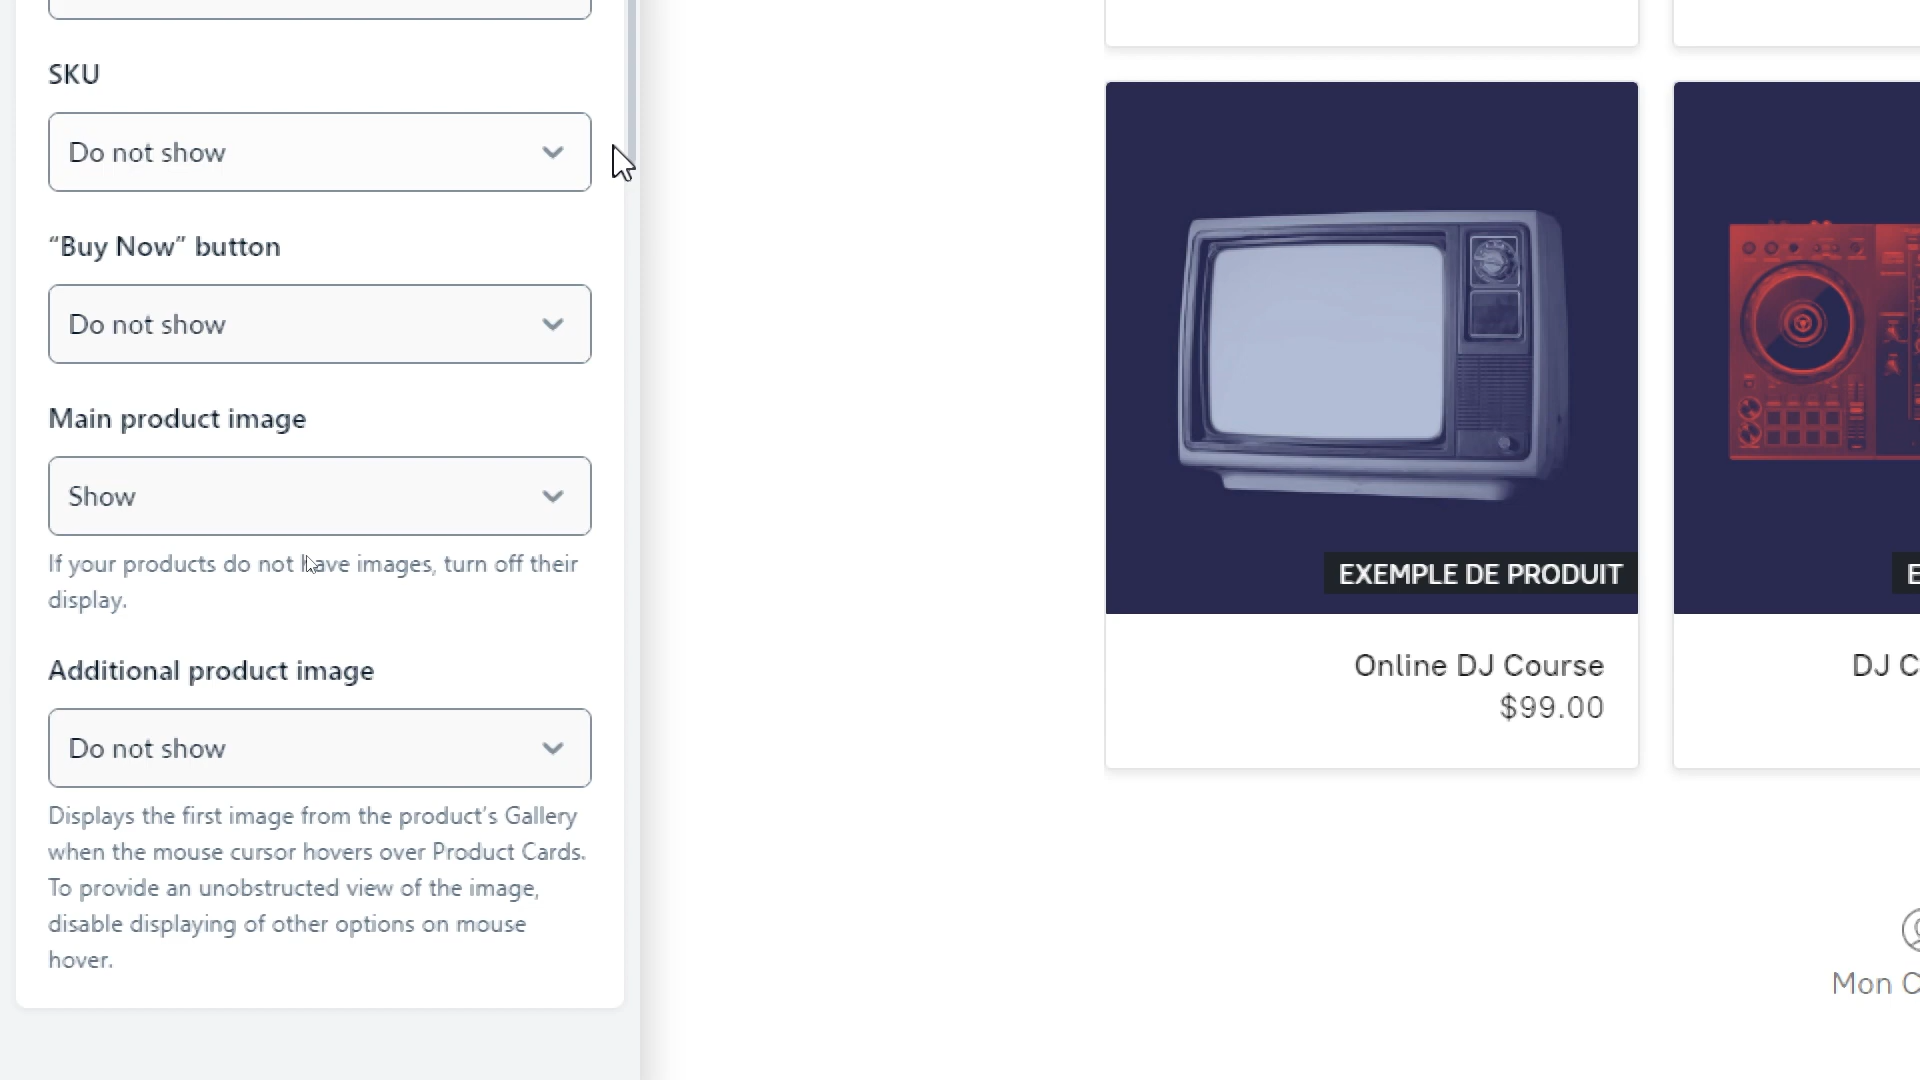 SKU
Do not show
“Buy Now” button
Do not show
Main product image
Show
If your products do not have images, turn off their
display.
Additional product image
Do not show
Displays the first image from the product’s Gallery
when the mouse cursor hovers over Product Cards.
To provide an unobstructed view of the image,
disable displaying of other options on mouse
hover.
EXEMPLE DE PRODUIT
Online DJ Course
$99.00
DJ
Mon